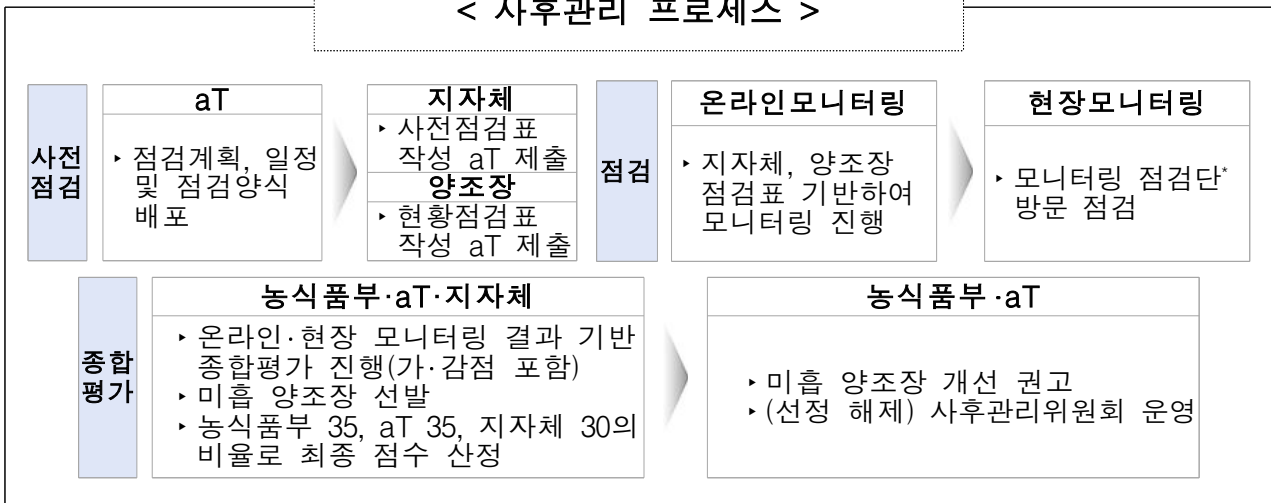 < 사후관리 프로세스 >
사전
점검
aT
‣ 점검계획, 일정
및 점검양식
배포
지자체
‣ 사전점검표
작성 aT 제출
양조장
‣ 현황점검표
작성 aT 제출
점검
온라인모니터링
‣ 지자체, 양조장
점검표 기반하여
모니터링 진행
현장모니터링
‣ 모니터링 점검단*
방문 점검
종합
평가
농식품부·aT·지자체
‣ 온라인·현장 모니터링 결과 기반
종합평가 진행(가·감점 포함)
‣ 미흡 양조장 선발
‣ 농식품부 35, aT 35, 지자체 30의
비율로 최종 점수 산정
농식품부·aT
‣ 미흡 양조장 개선 권고
‣ (선정 해제) 사후관리위원회 운영